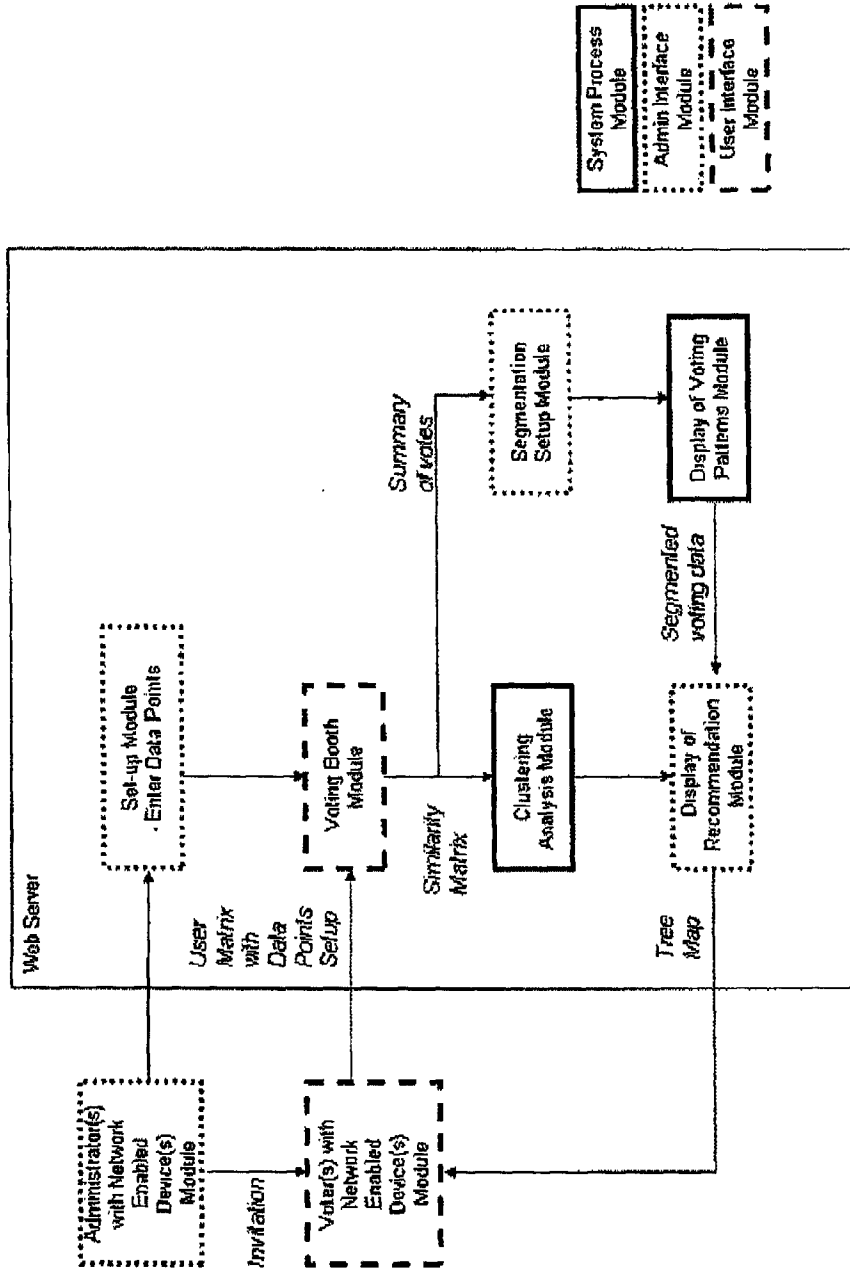 Web Server
Administrator(s)
with Network
Enabled
Device(s)
Module
Set-up Module
- Enter Data Points
Invitation
User
Matrix
with
Data
Points
Setup
Voter(s) with
Network
Enabled
Device(s)
Module
Voting Booth
Module
Similarity
Matrix
Summary
of votes
Clustering
Analysis Module
Segmentation
Setup Module
Tree
Map
Display of
Recommendation
Module
Segmented
voting data
Display of Voting
Patterns Module
System Process
Module
Admin Interface
Module
User Interface
Module